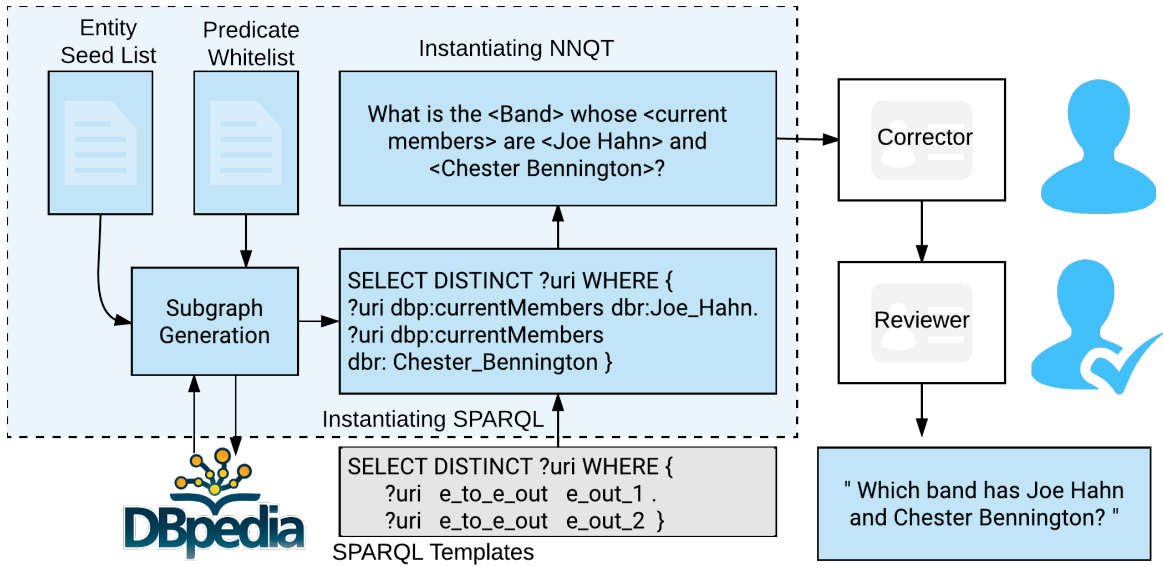 Entity
Seed List
Predicate
Whitelist
Instantiating NNQT
What is the <Band> whose <current
members> are <Joe Hahn> and
<Chester Bennington>?
Corrector
Subgraph
Generation
SELECT DISTINCT ?uri WHERE {
?uri dbp:currentMembers dbr:Joe_Hahn.
?uri dbp:currentMembers
dbr: Chester_Bennington }
Reviewer
Instantiating SPARQL
DBpedia
SELECT DISTINCT ?uri WHERE {
?uri e_to_e_out e_out_1 .
?uri e_to_e_out e_out_2 }
SPARQL Templates
" Which band has Joe Hahn
and Chester Bennington? "